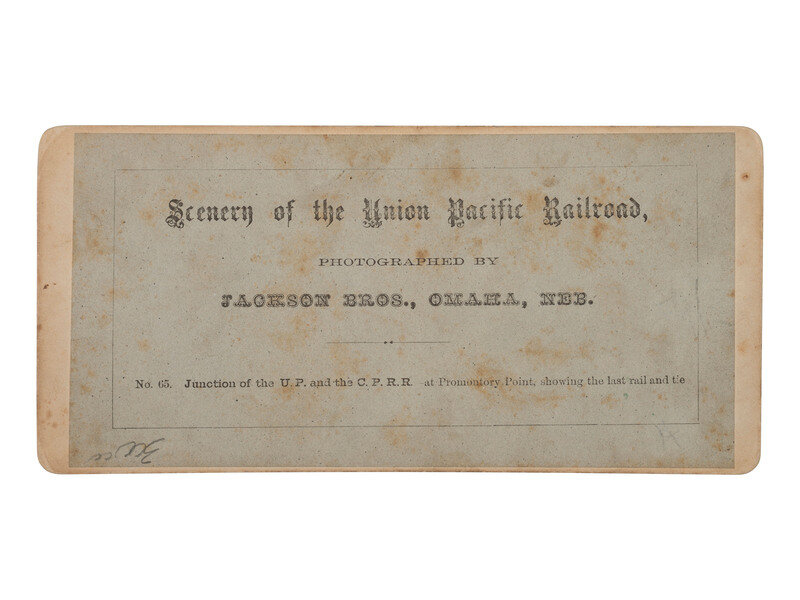 Scenery of the Union Pacific Railroad,
PHOTOGRAPHED BY
JACKSON BROS., OMAHA, NEB.
No. 65. Junction of the U. P. and the C. P. R. R. at Promontory Point, showing the last rail and tie